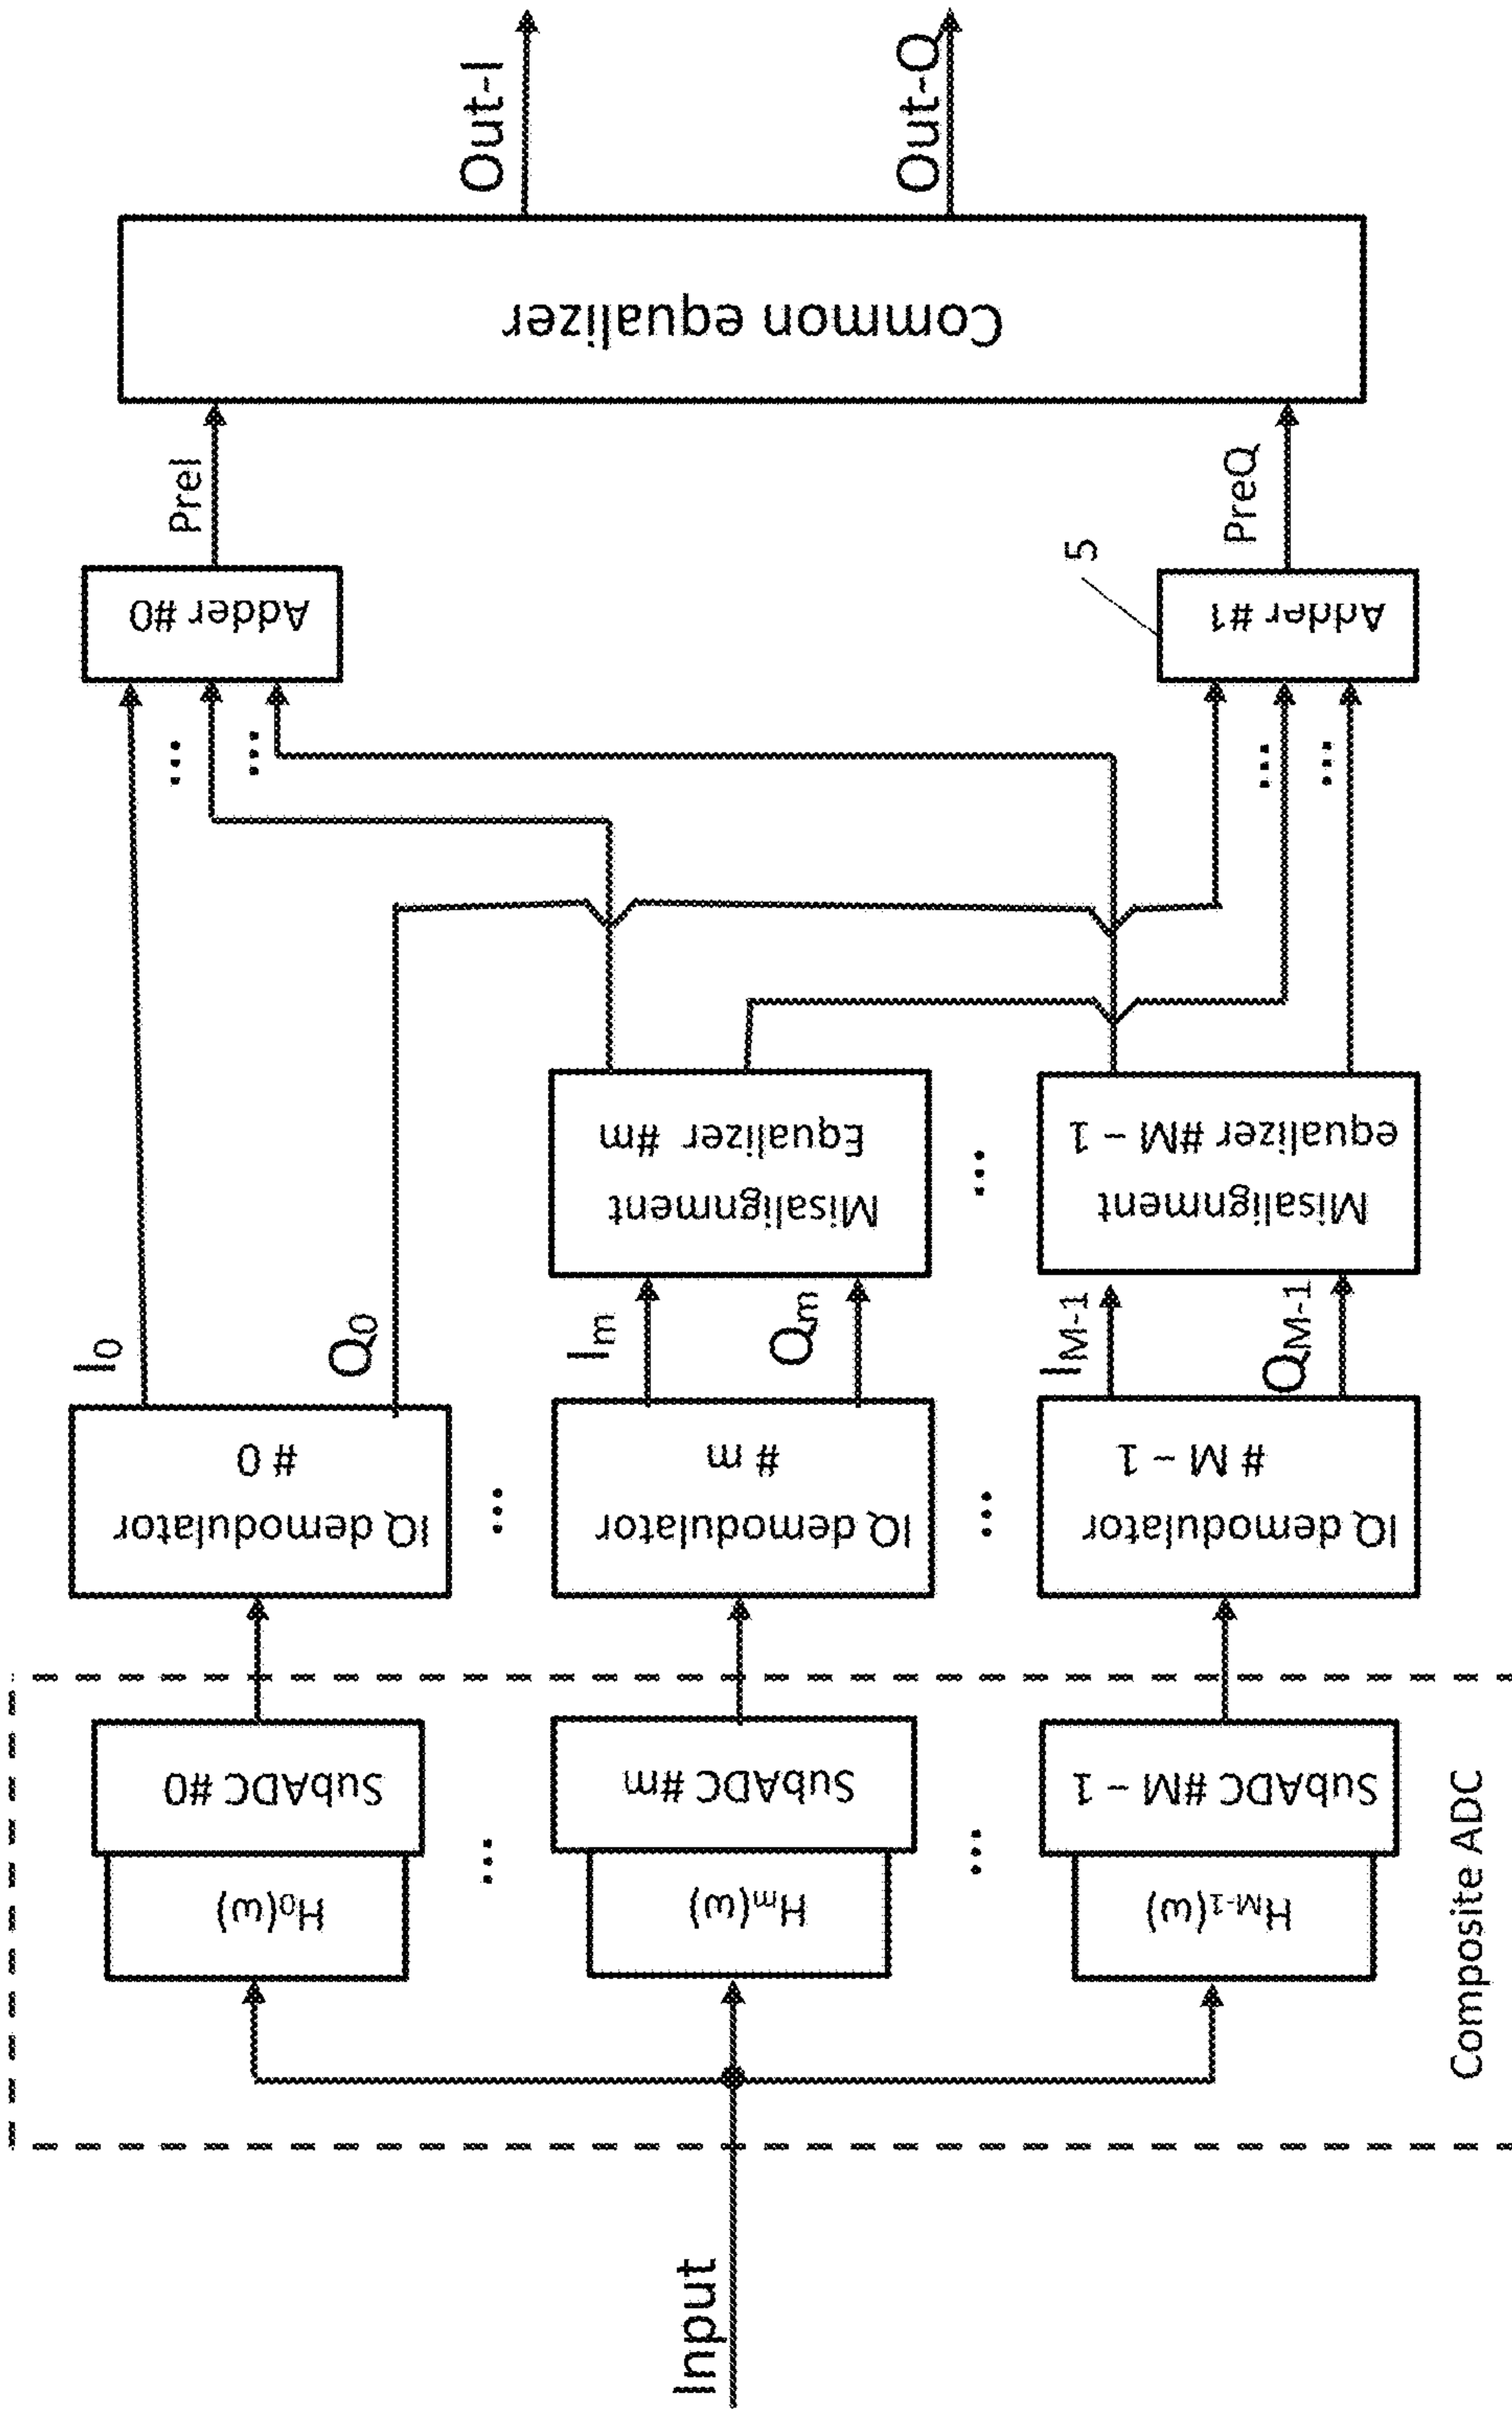 Input
Composite ADC
H0(ω)
SubADC #0
...
Hm(ω)
SubADC #m
...
HM-1(ω)
SubADC #M – 1
IQ demodulator
# 0
...
IQ demodulator
# m
...
IQ demodulator
# M – 1
I0
Q0
Im
Qm
IM-1
QM-1
Misalignment
Equalizer #m
...
Misalignment
equalizer #M – 1
...
...
...
...
Adder #0
5
Adder #1
PreI
PreQ
Common equalizer
Out-I
Out-Q